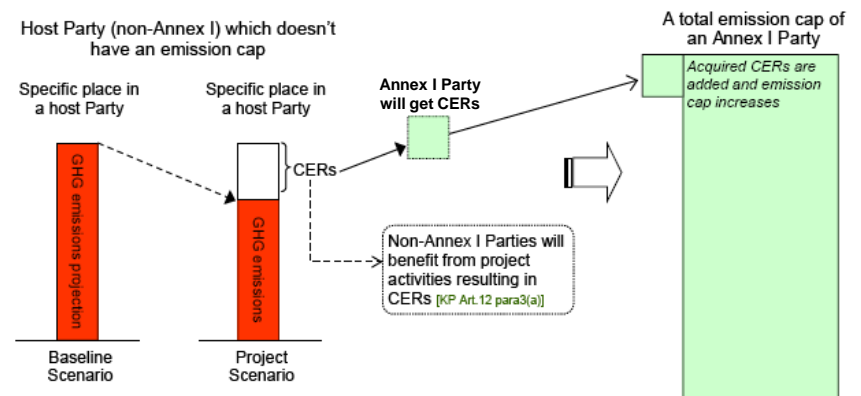 Host Party (non-Annex I) which doesn't
have an emission cap
Specific place in
a host Party
Specific place in
a host Party
GHG emissions projection
GHG emissions
CERs
Baseline
Scenario
Project
Scenario
Annex I Party
will get CERs
Non-Annex I Parties will
benefit from project
activities resulting in
CERs [KP Art.12 para3(a)]
A total emission cap of
an Annex I Party
Acquired CERs are
added and emission
cap increases